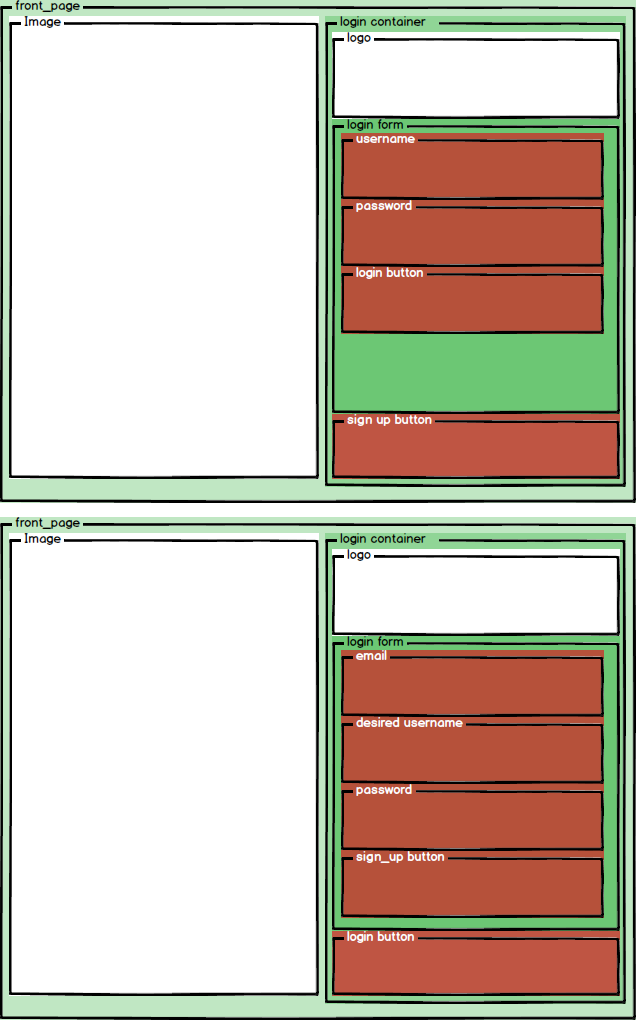 front_page
Image
login container
logo
login form
username
password
login button
sign up button
front_page
Image
login container
logo
login form
email
desired username
password
sign_up button
login button